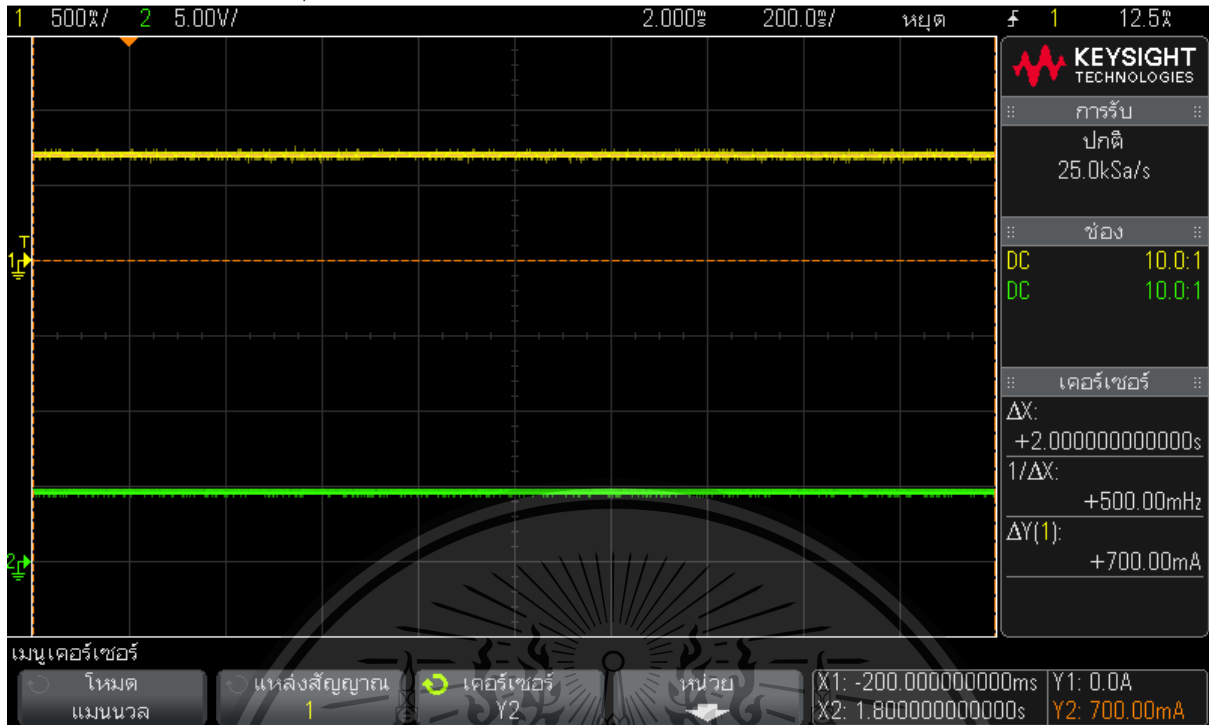 1 500㎃/ 2 5.00V/ 2.000㎳ 200.0㎳/ หยุด 1 12.5㎃
KEYSIGHT
TECHNOLOGIES
การรับ
ปกติ
25.0kSa/s
ช่อง
DC 10.0:1
DC 10.0:1
T
1
2
เคอร์เซอร์
ΔX:
+2.000000000000s
1/ΔX:
+500.00mHz
ΔY(1):
+700.00mA
เมนูเคอร์เซอร์
โหมด
แมนนวล
แหล่งสัญญาณ
1
เคอร์เซอร์
Y2
หน่วย
X1: -200.000000000ms
X2: 1.800000000000s
Y1: 0.0A
Y2: 700.00mA